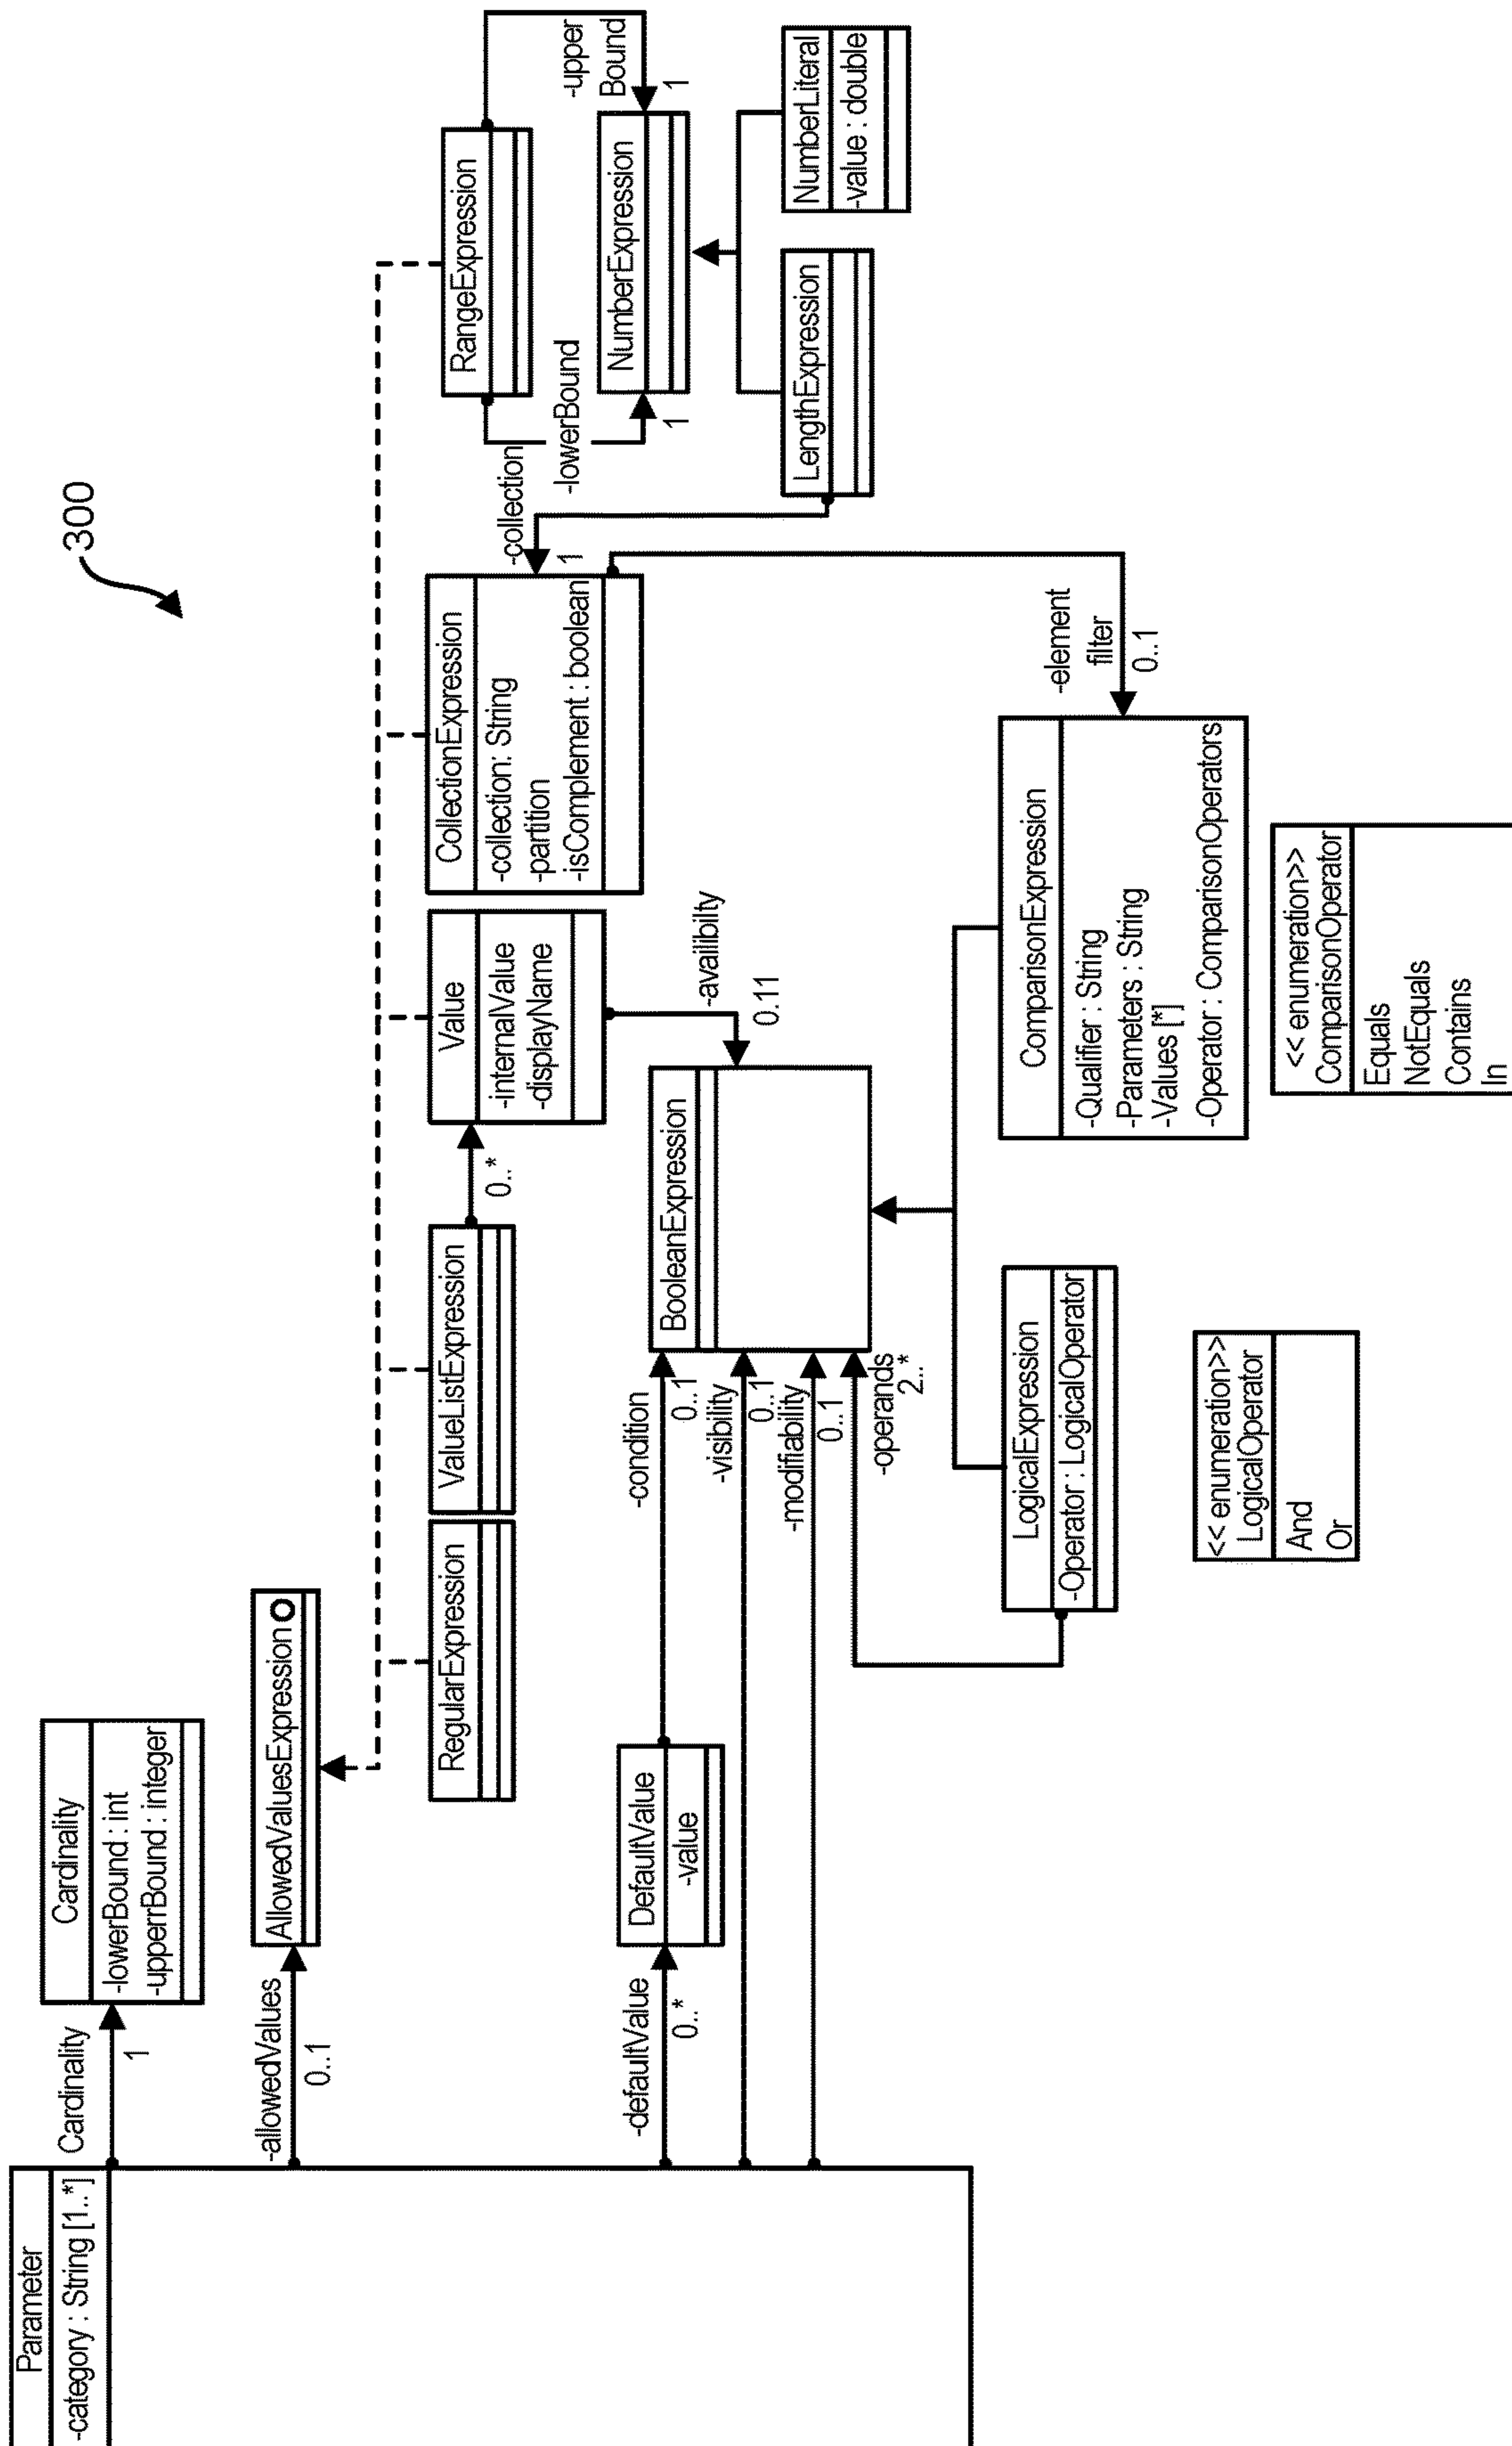 300
Parameter
-category : String [1..*]
Cardinality
1
Cardinality
-lowerBound : int
-upperrBound : integer
-allowedValues
0..1
AllowedValuesExpression
RegularExpression
ValueListExpression
0..*
Value
-internalValue
-displayName
CollectionExpression
-collection: String
-partition
-isComplement : boolean
-collection
1
RangeExpression
-lowerBound
1
-upper
Bound
1
NumberExpression
LengthExpression
NumberLiteral
-value : double
-defaultValue
0..*
DefaultValue
-value
-condition
0..1
-visibility
0..1
-modifiability
0..1
-operands
2..*
BooleanExpression
-availibilty
0.11
-element
filter
0..1
LogicalExpression
-Operator : LogicalOperator
ComparisonExpression
-Qualifier : String
-Parameters : String
-Values [*]
-Operator : ComparisonOperators
<< enumeration>>
LogicalOperator
And
Or
<< enumeration>>
ComparisonOperator
Equals
NotEquals
Contains
In